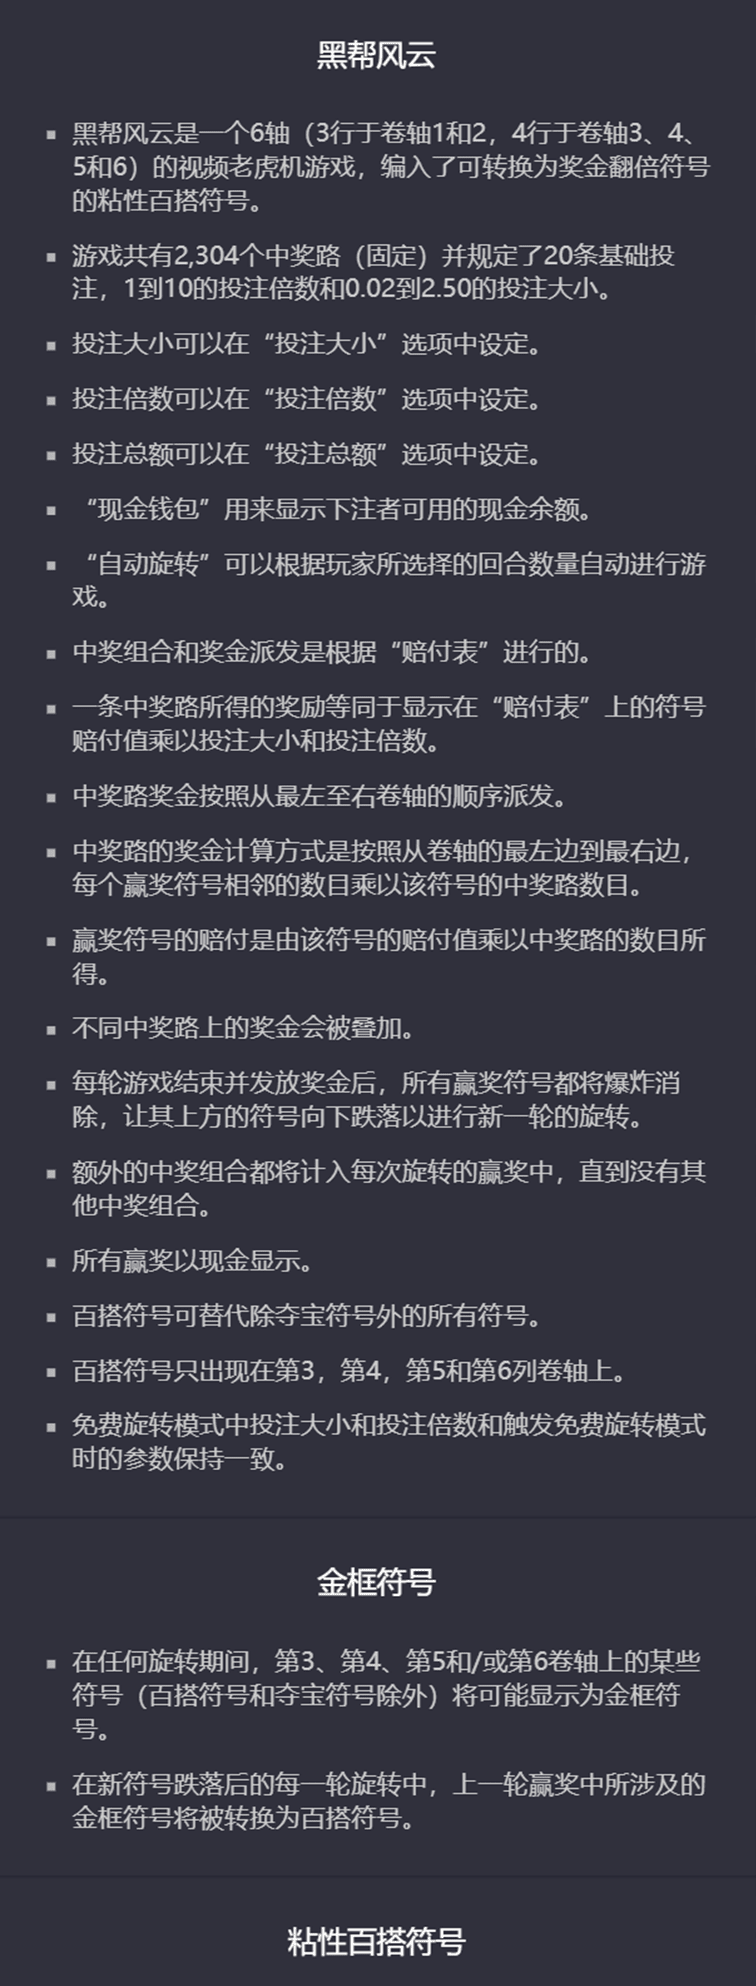 黑帮风云
▪ 黑帮风云是一个6轴（3行于卷轴1和2，4行于卷轴3、4、
5和6）的视频老虎机游戏，编入了可转换为奖金翻倍符号
的粘性百搭符号。
▪ 游戏共有2,304个中奖路（固定）并规定了20条基础投
注，1到10的投注倍数和0.02到2.50的投注大小。
▪ 投注大小可以在“投注大小”选项中设定。
▪ 投注倍数可以在“投注倍数”选项中设定。
▪ 投注总额可以在“投注总额”选项中设定。
▪ “现金钱包”用来显示下注者可用的现金余额。
▪ “自动旋转”可以根据玩家所选择的回合数量自动进行游
戏。
▪ 中奖组合和奖金派发是根据“赔付表”进行的。
▪ 一条中奖路所得的奖励等同于显示在“赔付表”上的符号
赔付值乘以投注大小和投注倍数。
▪ 中奖路奖金按照从最左至右卷轴的顺序派发。
▪ 中奖路的奖金计算方式是按照从卷轴的最左边到最右边，
每个赢奖符号相邻的数目乘以该符号的中奖路数目。
▪ 赢奖符号的赔付是由该符号的赔付值乘以中奖路的数目所
得。
▪ 不同中奖路上的奖金会被叠加。
▪ 每轮游戏结束并发放奖金后，所有赢奖符号都将爆炸消
除，让其上方的符号向下跌落以进行新一轮的旋转。
▪ 额外的中奖组合都将计入每次旋转的赢奖中，直到没有其
他中奖组合。
▪ 所有赢奖以现金显示。
▪ 百搭符号可替代除夺宝符号外的所有符号。
▪ 百搭符号只出现在第3，第4，第5和第6列卷轴上。
▪ 免费旋转模式中投注大小和投注倍数和触发免费旋转模式
时的参数保持一致。
金框符号
▪ 在任何旋转期间，第3、第4、第5和/或第6卷轴上的某些
符号（百搭符号和夺宝符号除外）将可能显示为金框符
号。
▪ 在新符号跌落后的每一轮旋转中，上一轮赢奖中所涉及的
金框符号将被转换为百搭符号。
粘性百搭符号